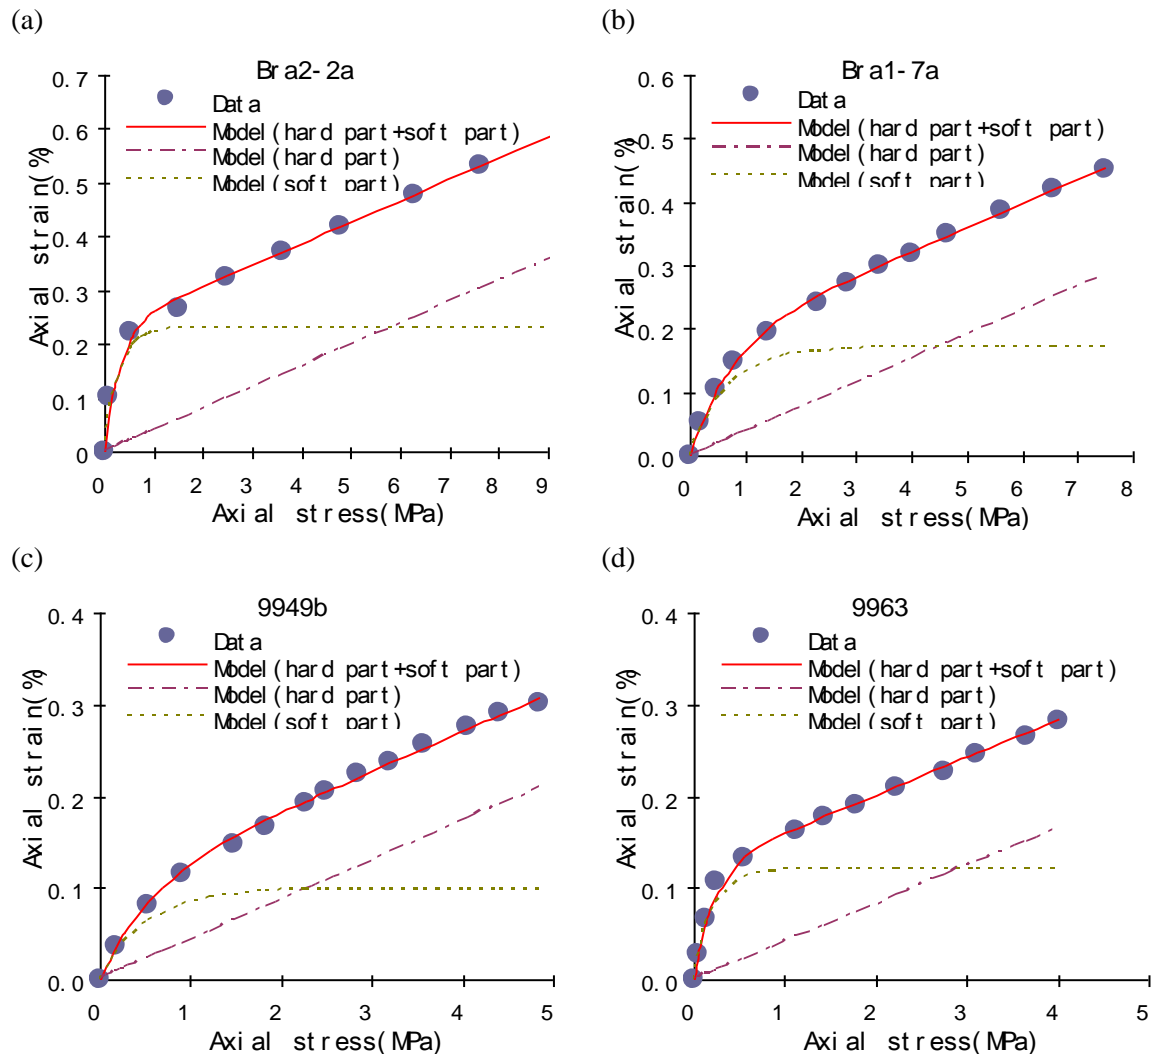 (a)
Bra2-2a
Data
Model(hard part+soft part)
Model(hard part)
Model(soft part)
0.7
0.6
0.5
0.4
0.3
0.2
0.1
0
Axial strain(%)
0 1 2 3 4 5 6 7 8 9
Axial stress(MPa)
(b)
Bra1-7a
Data
Model(hard part+soft part)
Model(hard part)
Model(soft part)
0.6
0.5
0.4
0.3
0.2
0.1
0.0
Axial strain(%)
0 1 2 3 4 5 6 7 8
Axial stress(MPa)
(c)
9949b
Data
Model(hard part+soft part)
Model(hard part)
Model(soft part)
0.4
0.3
0.2
0.1
0.0
Axial strain(%)
0 1 2 3 4 5
Axial stress(MPa)
(d)
9963
Data
Model(hard part+soft part)
Model(hard part)
Model(soft part)
0.4
0.3
0.2
0.1
0.0
Axial strain(%)
0 1 2 3 4 5
Axial stress(MPa)